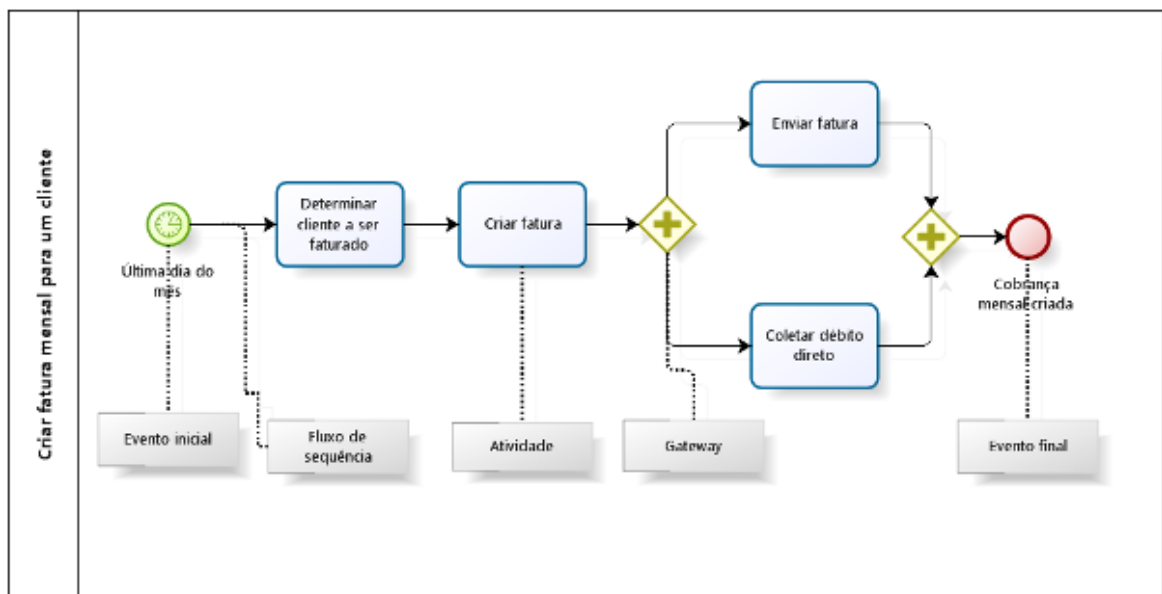 Criar fatura mensal para um cliente
Última dia do
mês
Determinar
cliente a ser
faturado
Criar fatura
Enviar fatura
Coletar débito
direto
Cobrança
mensal criada
Evento inicial
Fluxo de
sequência
Atividade
Gateway
Evento final